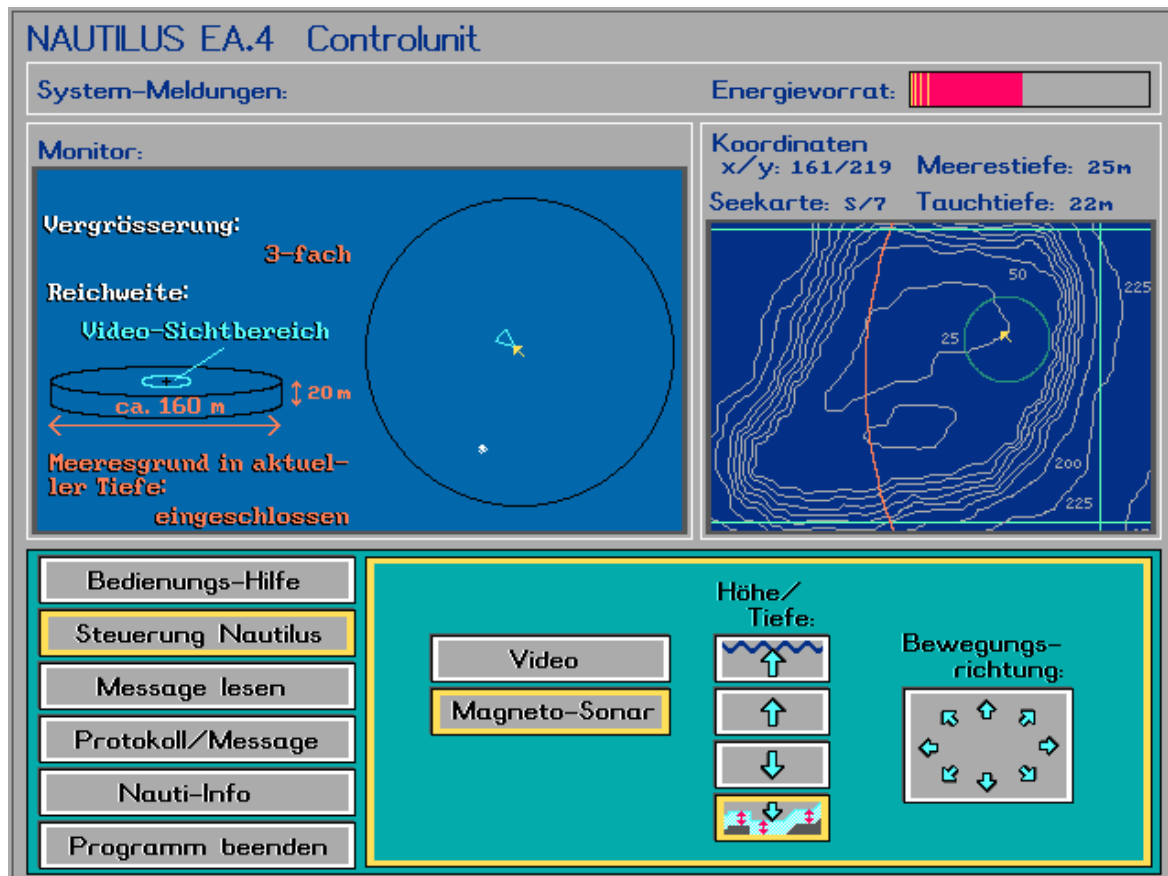 NAUTILUS EA.4 Controlunit
System-Meldungen:
Energievorrat:
Monitor:
Vergrösserung:
3-fach
Reichweite:
Video-Sichtbereich
20 m
ca. 160 m
Meeresgrund in aktuel-
ler Tiefe:
eingeschlossen
Koordinaten
x/y: 161/219 Meerestiefe: 25m
Seekarte: S/7 Tauchtiefe: 22m
50
225
25
200
225
Bedienungs-Hilfe
Steuerung Nautilus
Message lesen
Protokoll/Message
Nauti-Info
Programm beenden
Video
Magneto-Sonar
Höhe/
Tiefe:
Bewegungs-
richtung: